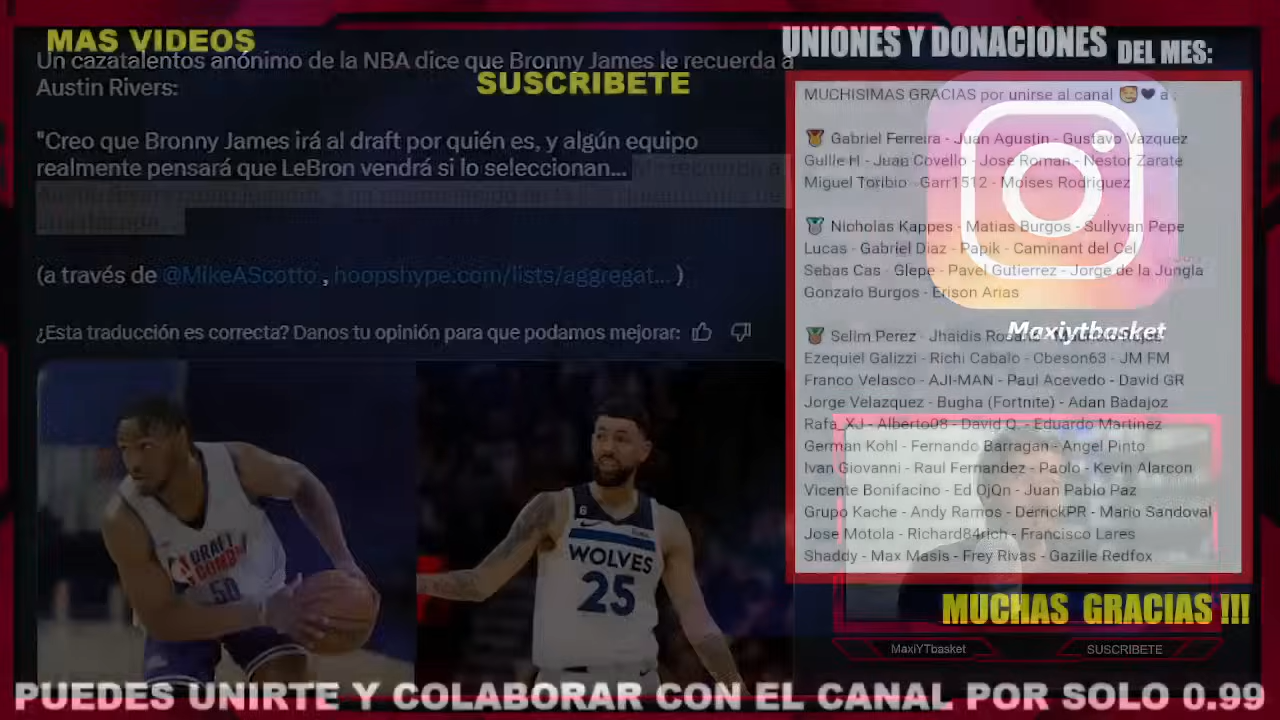 MAS VIDEOS
SUSCRIBETE
Un cazatalentos anónimo de la NBA dice que Bronny James le recuerda a
Austin Rivers:
"Creo que Bronny James irá al draft por quién es, y algún equipo
realmente pensará que LeBron vendrá si lo seleccionan...
(a través de @MikeAScotto , hoopshype.com/lists/aggregat... )
¿Esta traducción es correcta? Danos tu opinión para que podamos mejorar:
DRAFT
50
6
WOLVES
25
UNIONES Y DONACIONES DEL MES:
MUCHISIMAS GRACIAS por unirse al canal a :
Gabriel Ferreira - Juan Agustin - Gustavo Vazquez
Guille H - Juan Covello - Jose Roman - Nestor Zarate
Miguel Toribio - Garr1512 - Moises Rodriguez
Nicholas Kappes - Matias Burgos - Sullyvan Pepe
Lucas - Gabriel Diaz - Papik - Caminant del Cel
Sebas Cas - Glepe - Pavel Gutierrez - Jorge de la Jungla
Gonzalo Burgos - Erison Arias
Maxiytbasket
Selim Perez - Jhaidis
Ezequiel Galizzi - Richi Cabalo - Obeson63 - JM FM
Franco Velasco - AJI-MAN - Paul Acevedo - David GR
Jorge Velazquez - Bugha (Fortnite) - Adan Badajoz
Rafa_XJ - Alberto98 - David Q. - Eduardo Martinez
German Kohl - Fernando Barragan - Angel Pinto
Ivan Giovanni - Raul Fernandez - Paolo - Kevin Alarcon
Vicente Bonifacino - Ed OjQn - Juan Pablo Paz
Grupo Kache - Andy Ramos - DerrickPR - Mario Sandoval
Jose Motola - Richard84rich - Francisco Lares
Shaddy - Max Masis - Frey Rivas - Gazille Redfox
MUCHAS GRACIAS !!!
MaxiYTbasket
SUSCRIBETE
PUEDES UNIRTE Y COLABORAR CON EL CANAL POR SOLO 0.99